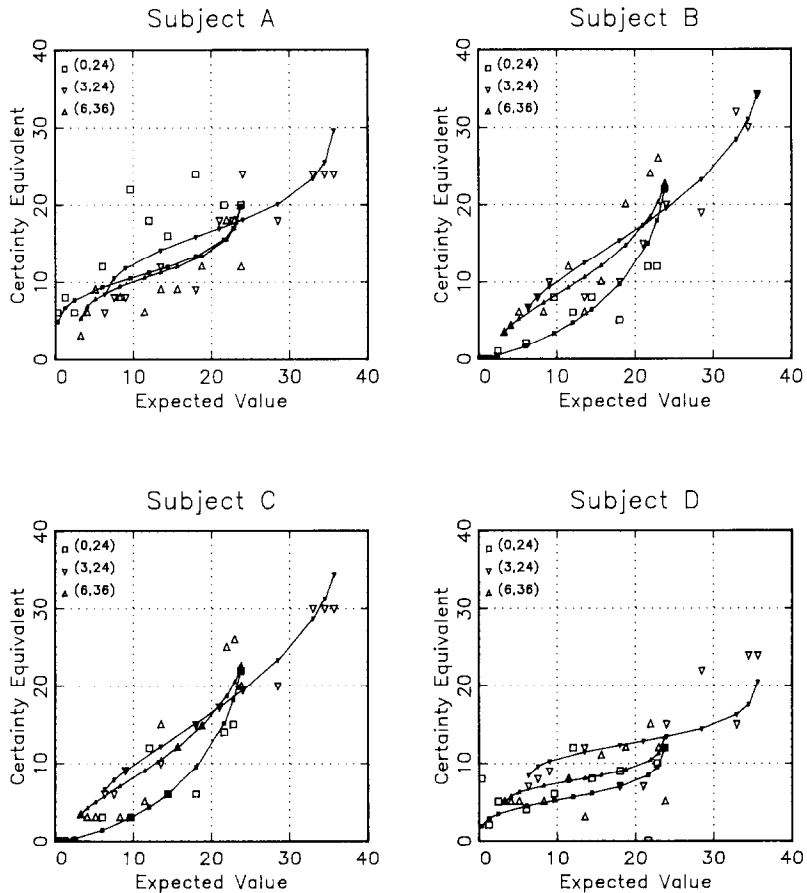 Subject A
40
(0,24)
(3,24)
(6,36)
30
20
10
0
Certainty Equivalent
0 10 20 30 40
Expected Value
Subject B
40
(0,24)
(3,24)
(6,36)
30
20
10
0
Certainty Equivalent
0 10 20 30 40
Expected Value
Subject C
40
(0,24)
(3,24)
(6,36)
30
20
10
0
Certainty Equivalent
0 10 20 30 40
Expected Value
Subject D
40
(0,24)
(3,24)
(6,36)
30
20
10
0
Certainty Equivalent
0 10 20 30 40
Expected Value